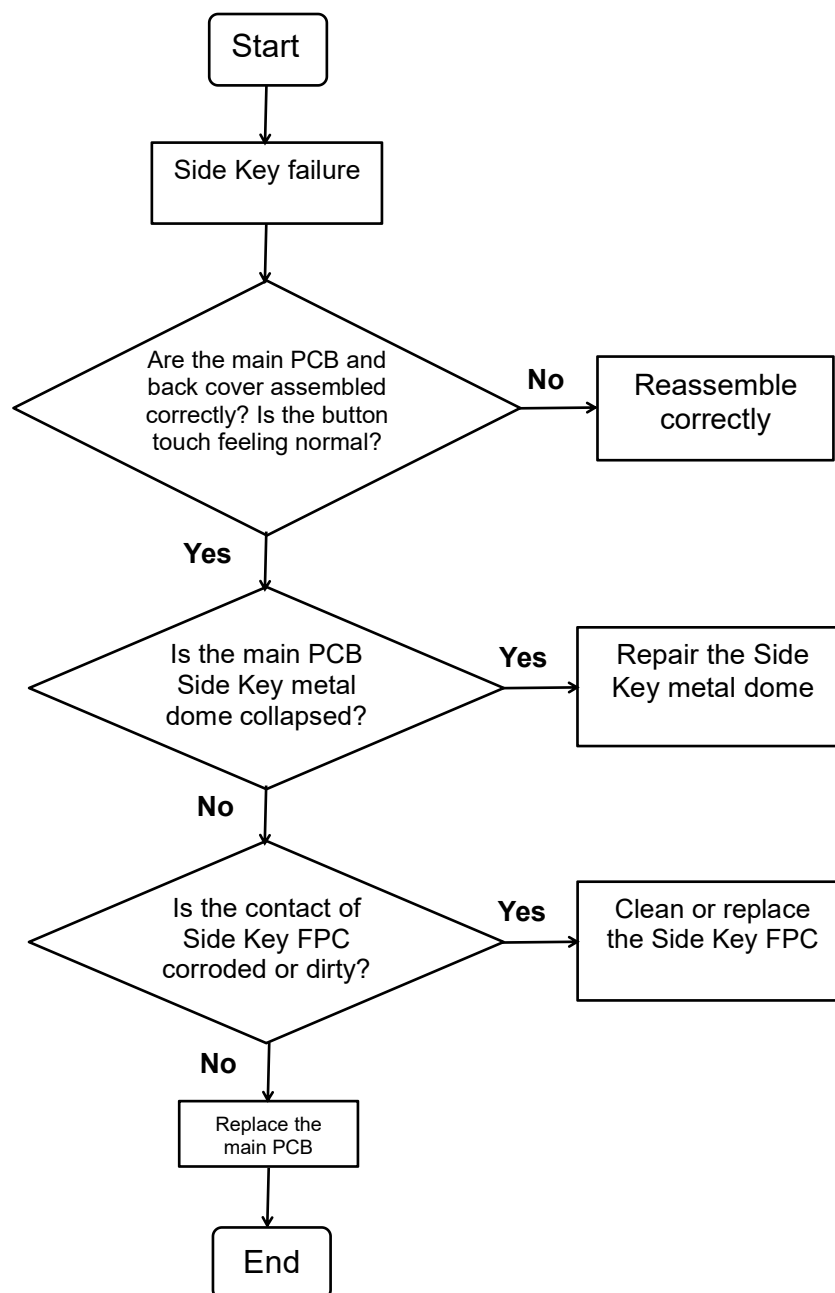 Start
Side Key failure
Are the main PCB and
back cover assembled
correctly? Is the button
touch feeling normal?
No
Reassemble
correctly
Yes
Is the main PCB
Side Key metal
dome collapsed?
Yes
Repair the Side
Key metal dome
No
Is the contact of
Side Key FPC
corroded or dirty?
Yes
Clean or replace
the Side Key FPC
No
Replace the
main PCB
End